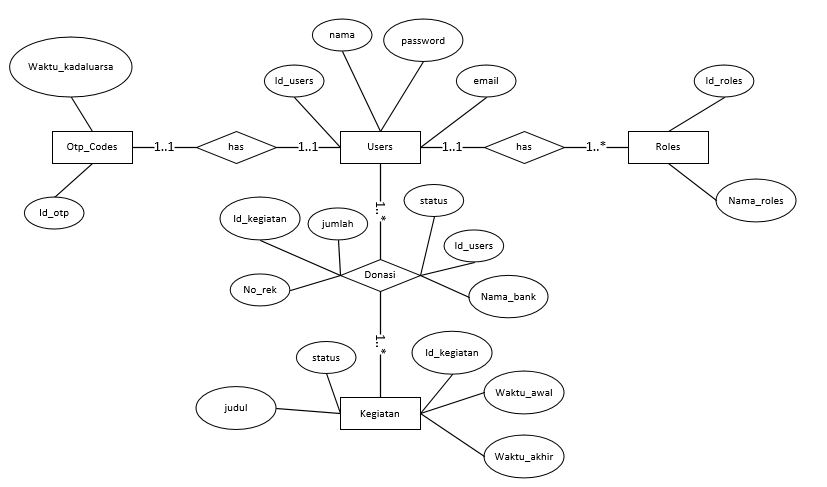 nama
password
Waktu_kadaluarsa
Id_users
email
Id_roles
Otp_Codes
1..1
has
1..1
Users
1..1
has
1..*
Roles
Id_otp
Nama_roles
1..*
status
Id_kegiatan
jumlah
Id_users
Donasi
No_rek
Nama_bank
1..*
status
Id_kegiatan
Waktu_awal
judul
Kegiatan
Waktu_akhir